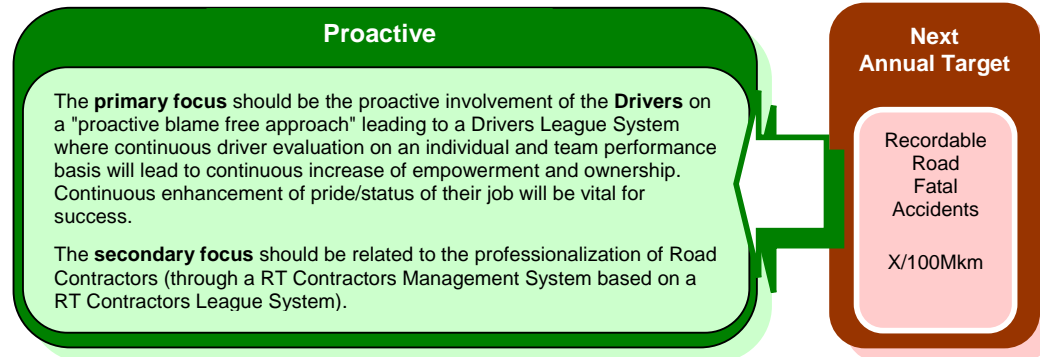 Proactive
The primary focus should be the proactive involvement of the Drivers on
a "proactive blame free approach" leading to a Drivers League System
where continuous driver evaluation on an individual and team performance
basis will lead to continuous increase of empowerment and ownership.
Continuous enhancement of pride/status of their job will be vital for
success.
The secondary focus should be related to the professionalization of Road
Contractors (through a RT Contractors Management System based on a
RT Contractors League System).
Next
Annual Target
Recordable
Road
Fatal
Accidents
X/100Mkm